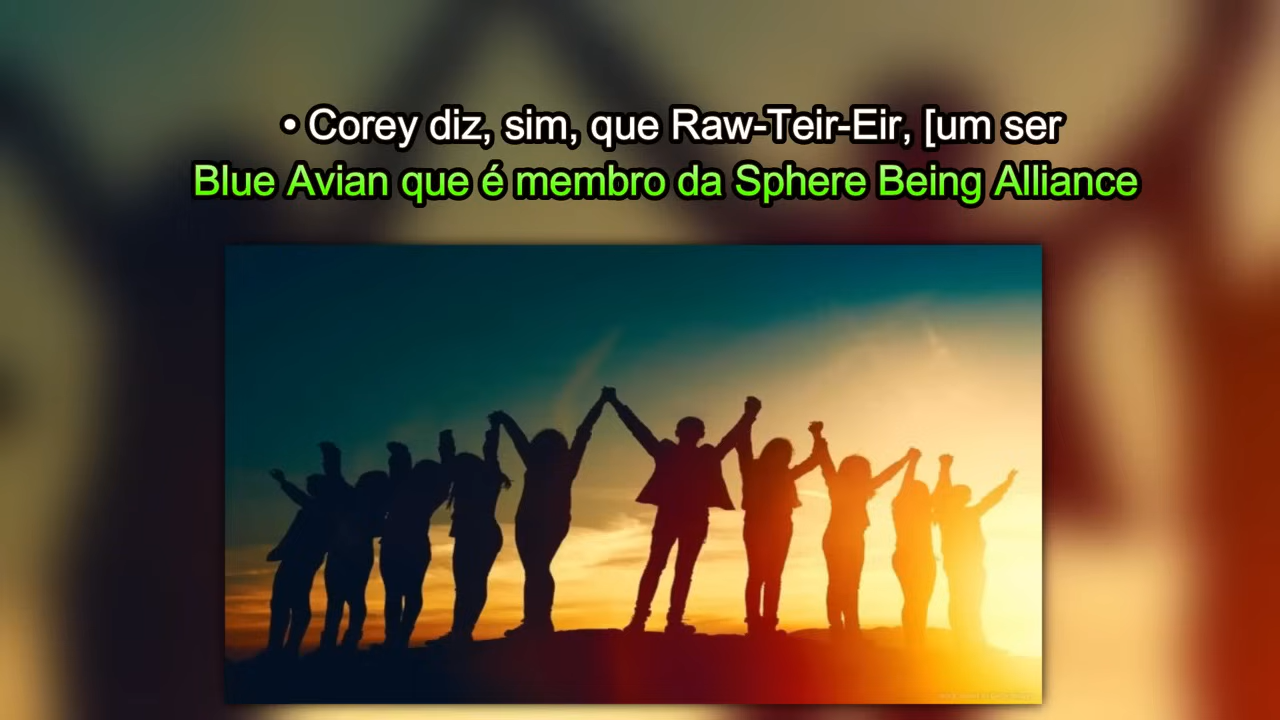 • Corey diz, sim, que Raw-Teir-Eir, [um ser
Blue Avian que é membro da Sphere Being Alliance